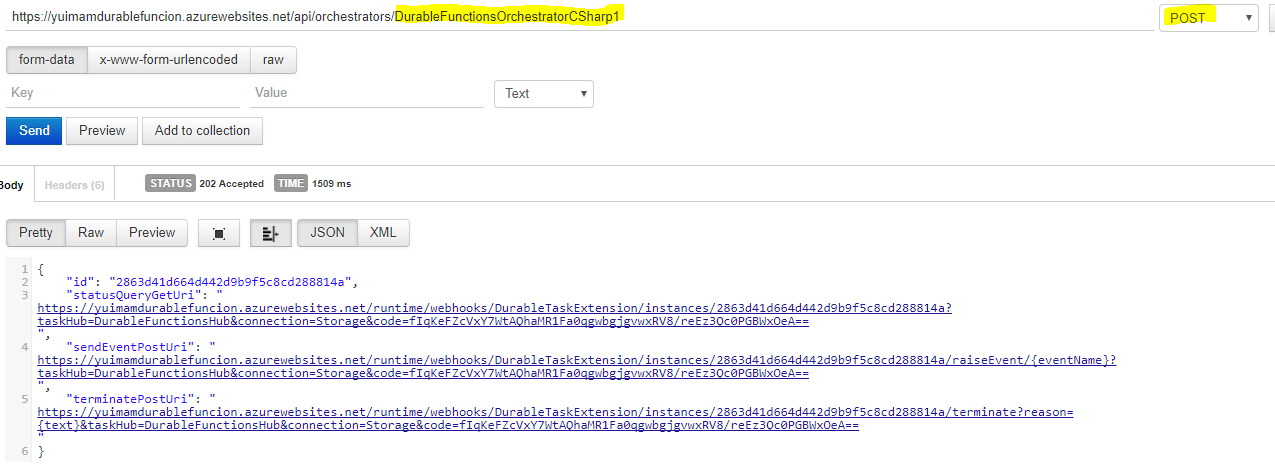 https://yuimamdurablefuncion.azurewebsites.net/api/orchestrators/DurableFunctionsOrchestratorCSharp1 POST
form-data x-www-form-urlencoded raw
Key Value Text
Send Preview Add to collection
Body Headers (6) STATUS 202 Accepted TIME 1509 ms
Pretty Raw Preview JSON XML
1 {
2 "id": "2863d41d664d442d9b9f5c8cd288814a",
3 "statusQueryGetUri": "
https://yuimamdurablefuncion.azurewebsites.net/runtime/webhooks/DurableTaskExtension/instances/2863d41d664d442d9b9f5c8cd288814a?
taskHub=DurableFunctionsHub&connection=Storage&code=fIqKeFZcVxY7WtAQhaMR1Fa0qgwbgjgvwxRV8/reEz3Oc0PGBWxOeA==
",
4 "sendEventPostUri": "
https://yuimamdurablefuncion.azurewebsites.net/runtime/webhooks/DurableTaskExtension/instances/2863d41d664d442d9b9f5c8cd288814a/raiseEvent/{eventName}?
taskHub=DurableFunctionsHub&connection=Storage&code=fIqKeFZcVxY7WtAQhaMR1Fa0qgwbgjgvwxRV8/reEz3Oc0PGBWxOeA==
",
5 "terminatePostUri": "
https://yuimamdurablefuncion.azurewebsites.net/runtime/webhooks/DurableTaskExtension/instances/2863d41d664d442d9b9f5c8cd288814a/terminate?reason=
{text}&taskHub=DurableFunctionsHub&connection=Storage&code=fIqKeFZcVxY7WtAQhaMR1Fa0qgwbgjgvwxRV8/reEz3Oc0PGBWxOeA==
"
6 }